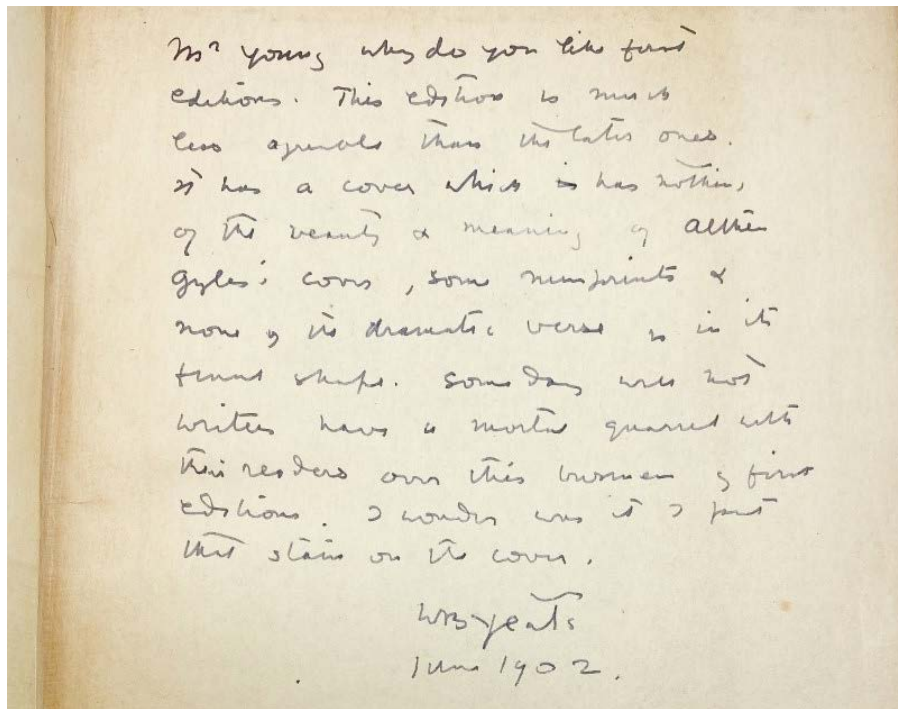 Mr Young why do you like first
editions. This edition is much
less agreeable than the later ones.
It has a cover which is has nothing
of the beauty & meaning of Althea
Gyles' cover, some misprints &
none of its dramatic verse is in its
final shape. Some day will not
writers have a mortal quarrel with
their readers over this business of first
editions. I wonder was it I put
that stain on the cover.
WB Yeats
June 1902.